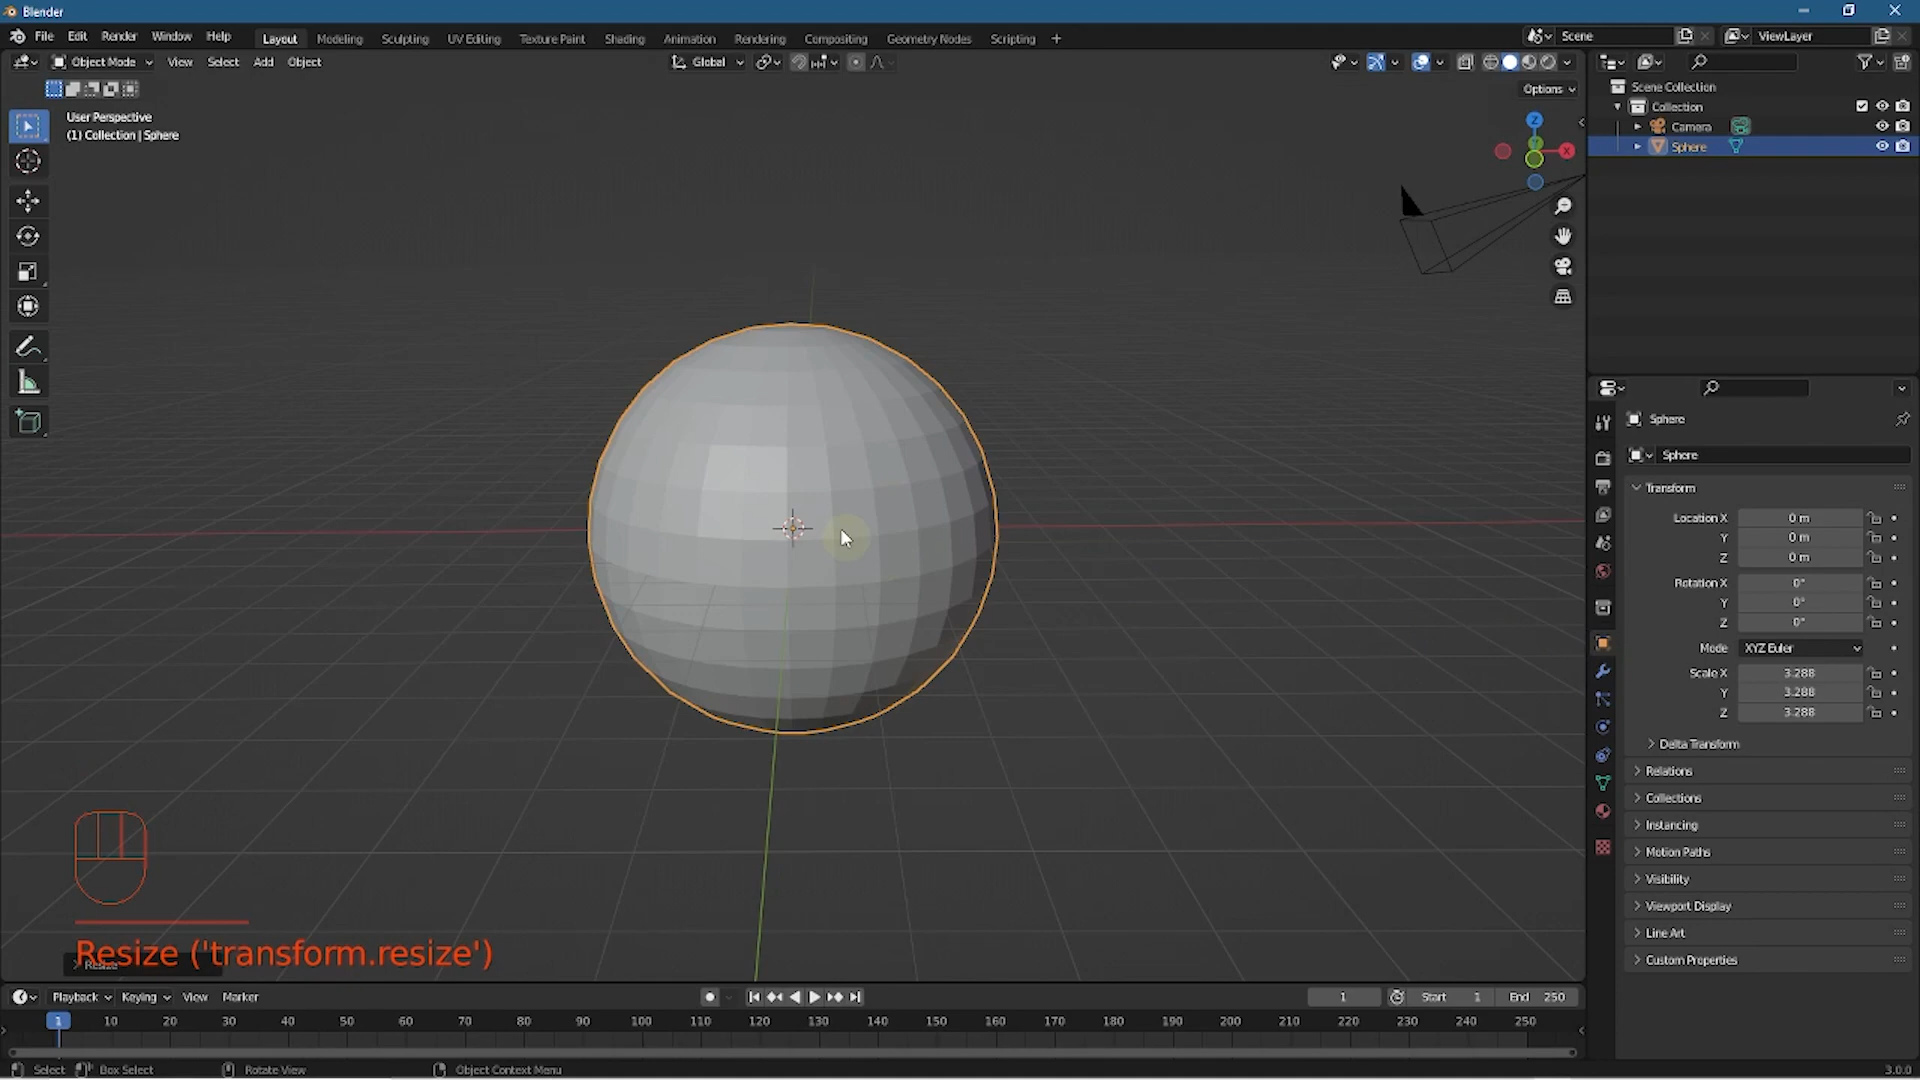 Blender
File Edit Render Window Help Layout Modeling Sculpting UV Editing Texture Paint Shading Animation Rendering Compositing Geometry Nodes Scripting + Scene ViewLayer
Object Mode View Select Add Object Global
Options
User Perspective
(1) Collection | Sphere
Z
X
Scene Collection
Collection
Camera
Sphere
Sphere
Sphere
Transform
Location X 0 m
Y 0 m
Z 0 m
Rotation X 0°
Y 0°
Z 0°
Mode XYZ Euler
Scale X 3.288
Y 3.288
Z 3.288
Delta Transform
Relations
Collections
Instancing
Motion Paths
Visibility
Viewport Display
Line Art
Custom Properties
Resize ('transform.resize')
Resize
Playback Keying View Marker 1 Start 1 End 250
1 10 20 30 40 50 60 70 80 90 100 110 120 130 140 150 160 170 180 190 200 210 220 230 240 250
Select Box Select Rotate View Object Context Menu 3.0.0